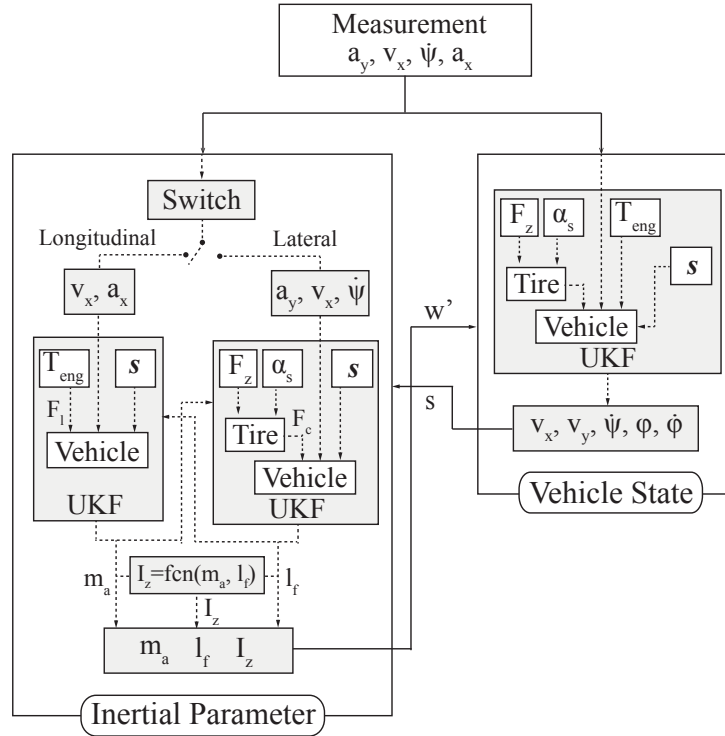 Measurement
a_y, v_x, ψ̇, a_x
Switch
Longitudinal
Lateral
v_x, a_x
a_y, v_x, ψ̇
T_eng
s
F_l
Vehicle
UKF
F_z
α_s
s
Tire
F_c
Vehicle
UKF
m_a
I_z=fcn(m_a, l_f)
l_f
I_z
m_a l_f I_z
Inertial Parameter
w’
s
F_z
α_s
T_eng
s
Tire
Vehicle
UKF
v_x, v_y, ψ̇, φ, φ̇
Vehicle State